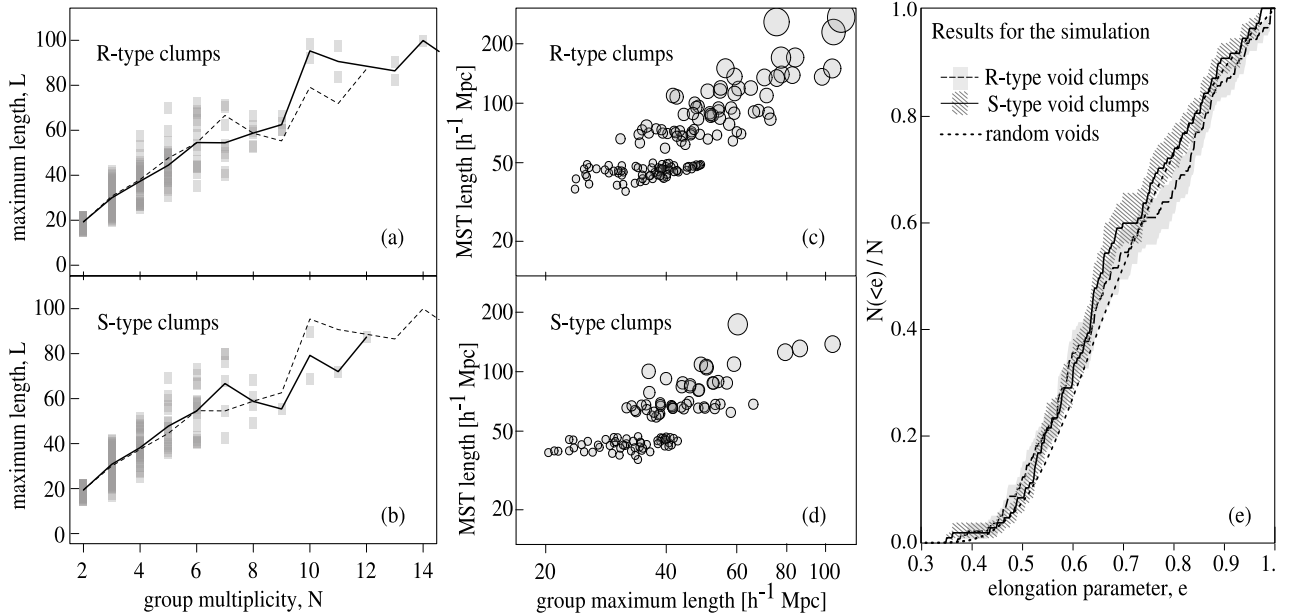 R-type clumps
(a)
maximum length, L
100
80
60
40
20
0
S-type clumps
(b)
maximum length, L
100
80
60
40
20
0
2 4 6 8 10 12 14
group multiplicity, N
R-type clumps
(c)
MST length [h⁻¹ Mpc]
200
100
50
20
S-type clumps
(d)
MST length [h⁻¹ Mpc]
200
100
50
20
20 40 60 80 100
group maximum length [h⁻¹ Mpc]
Results for the simulation
R-type void clumps
S-type void clumps
random voids
(e)
N(<e) / N
1.0
0.8
0.6
0.4
0.2
0.0
0.3 0.4 0.5 0.6 0.7 0.8 0.9 1.
elongation parameter, e